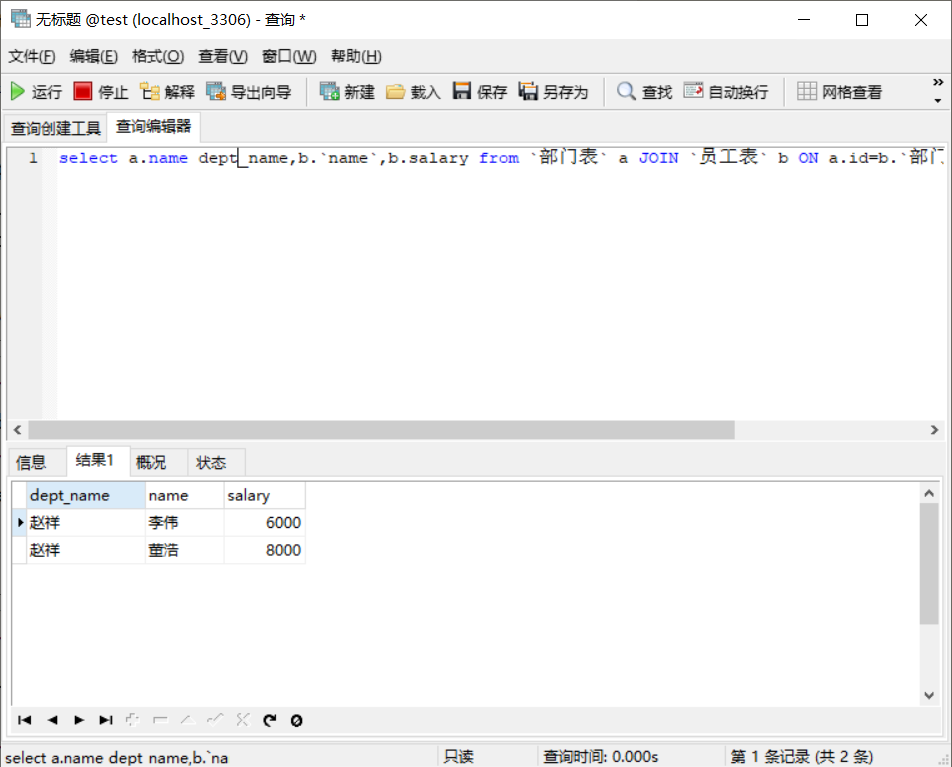 无标题 @test (localhost_3306) - 查询 *
文件(F) 编辑(E) 格式(O) 查看(V) 窗口(W) 帮助(H)
运行 停止 解释 导出向导 新建 载入 保存 另存为 查找 自动换行 网格查看 »
查询创建工具 查询编辑器
1 select a.name dept_name,b.`name`,b.salary from `部门表` a JOIN `员工表` b ON a.id=b.`部门
信息 结果1 概况 状态
dept_name name salary
赵祥 李伟 6000
赵祥 董浩 8000
select a.name dept name,b.`na 只读 查询时间: 0.000s 第 1 条记录 (共 2 条)